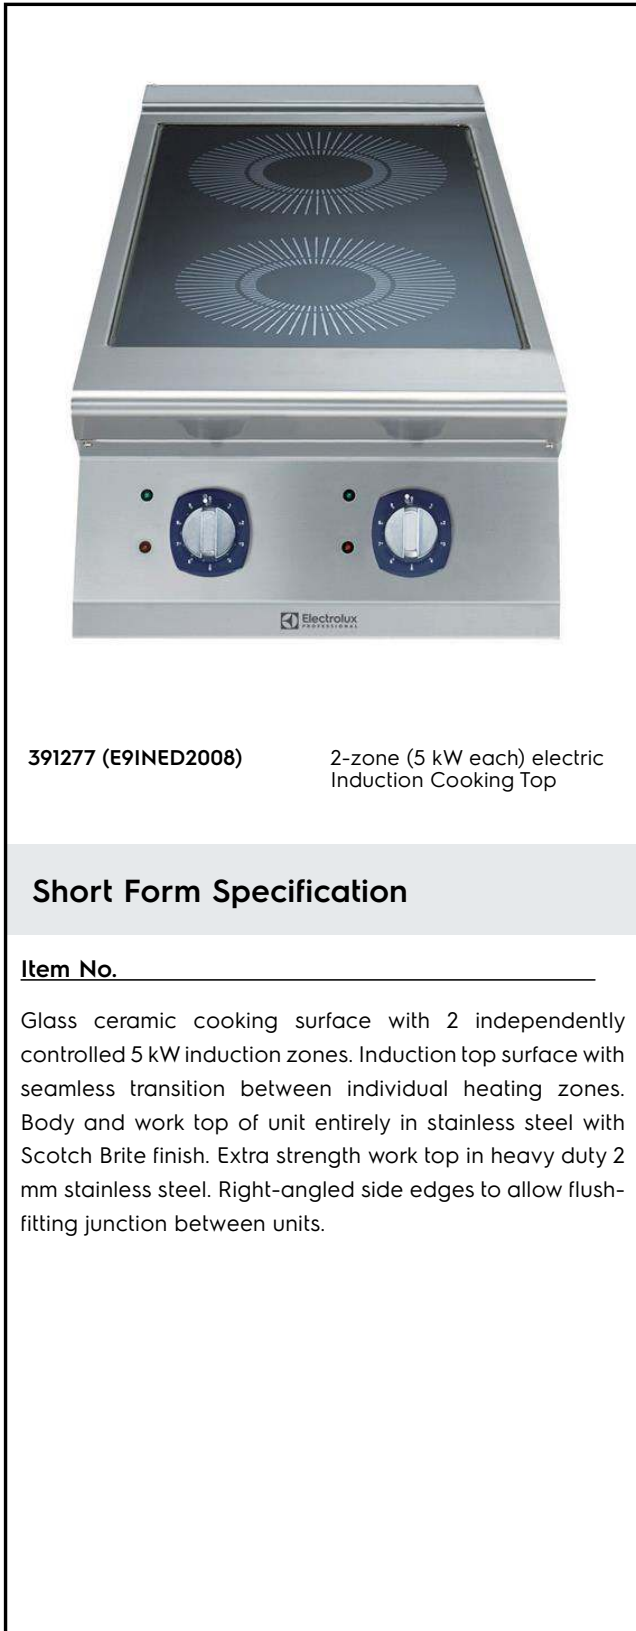 Electrolux
PROFESSIONAL
391277 (E9INED2008)
2-zone (5 kW each) electric
Induction Cooking Top
Short Form Specification
Item No.
Glass ceramic cooking surface with 2 independently
controlled 5 kW induction zones. Induction top surface with
seamless transition between individual heating zones.
Body and work top of unit entirely in stainless steel with
Scotch Brite finish. Extra strength work top in heavy duty 2
mm stainless steel. Right-angled side edges to allow flush-
fitting junction between units.